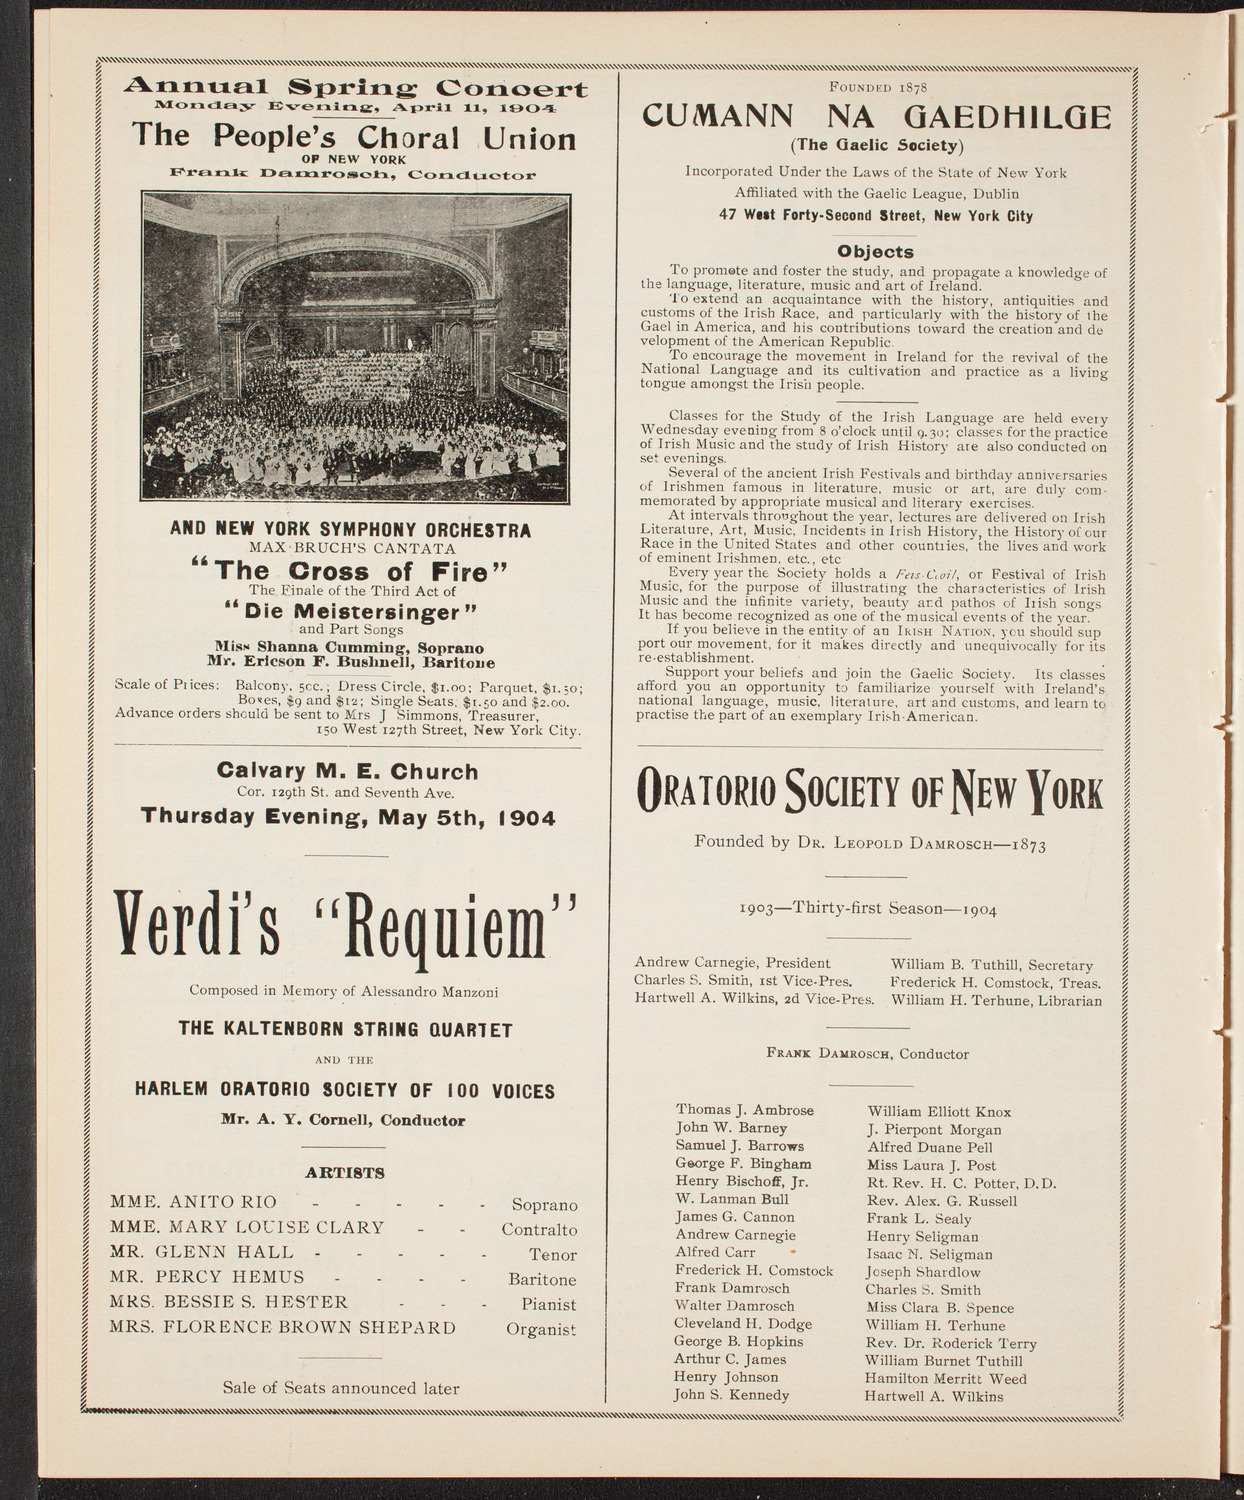 Annual Spring Concert
Monday Evening, April 11, 1904
The People's Choral Union
OF NEW YORK
Frank Damrosch, Conductor
AND NEW YORK SYMPHONY ORCHESTRA
MAX BRUCH'S CANTATA
"The Cross of Fire"
The Finale of the Third Act of
"Die Meistersinger"
and Part Songs
Miss Shanna Cumming, Soprano
Mr. Ericson F. Bushnell, Baritone
Scale of Prices: Balcony, 50c.; Dress Circle, $1.00; Parquet, $1.50;
Boxes, $9 and $12; Single Seats, $1.50 and $2.00.
Advance orders should be sent to Mrs J Simmons, Treasurer,
150 West 127th Street, New York City.
Calvary M. E. Church
Cor. 129th St. and Seventh Ave.
Thursday Evening, May 5th, 1904
Verdi's "Requiem"
Composed in Memory of Alessandro Manzoni
THE KALTENBORN STRING QUARTET
AND THE
HARLEM ORATORIO SOCIETY OF 100 VOICES
Mr. A. Y. Cornell, Conductor
ARTISTS
MME. ANITO RIO - - - - - Soprano
MME. MARY LOUISE CLARY - - Contralto
MR. GLENN HALL - - - - - Tenor
MR. PERCY HEMUS - - - - Baritone
MRS. BESSIE S. HESTER - - - Pianist
MRS. FLORENCE BROWN SHEPARD Organist
Sale of Seats announced later
FOUNDED 1878
CUMANN NA GAEDHILGE
(The Gaelic Society)
Incorporated Under the Laws of the State of New York
Affiliated with the Gaelic League, Dublin
47 West Forty-Second Street, New York City
Objects
To promote and foster the study, and propagate a knowledge of
the language, literature, music and art of Ireland.
To extend an acquaintance with the history, antiquities and
customs of the Irish Race, and particularly with the history of the
Gael in America, and his contributions toward the creation and de
velopment of the American Republic.
To encourage the movement in Ireland for the revival of the
National Language and its cultivation and practice as a living
tongue amongst the Irish people.
Classes for the Study of the Irish Language are held every
Wednesday evening from 8 o'clock until 9.30; classes for the practice
of Irish Music and the study of Irish History are also conducted on
set evenings.
Several of the ancient Irish Festivals and birthday anniversaries
of Irishmen famous in literature, music or art, are duly com-
memorated by appropriate musical and literary exercises.
At intervals throughout the year, lectures are delivered on Irish
Literature, Art, Music, Incidents in Irish History, the History of our
Race in the United States and other countries, the lives and work
of eminent Irishmen, etc., etc
Every year the Society holds a Feis-Ceoil, or Festival of Irish
Music, for the purpose of illustrating the characteristics of Irish
Music and the infinite variety, beauty and pathos of Irish songs
It has become recognized as one of the musical events of the year.
If you believe in the entity of an IRISH NATION, you should sup
port our movement, for it makes directly and unequivocally for its
re-establishment.
Support your beliefs and join the Gaelic Society. Its classes
afford you an opportunity to familiarize yourself with Ireland's
national language, music, literature, art and customs, and learn to
practise the part of an exemplary Irish-American.
ORATORIO SOCIETY OF NEW YORK
Founded by DR. LEOPOLD DAMROSCH—1873
1903—Thirty-first Season—1904
Andrew Carnegie, President William B. Tuthill, Secretary
Charles S. Smith, 1st Vice-Pres. Frederick H. Comstock, Treas.
Hartwell A. Wilkins, 2d Vice-Pres. William H. Terhune, Librarian
FRANK DAMROSCH, Conductor
Thomas J. Ambrose William Elliott Knox
John W. Barney J. Pierpont Morgan
Samuel J. Barrows Alfred Duane Pell
George F. Bingham Miss Laura J. Post
Henry Bischoff, Jr. Rt. Rev. H. C. Potter, D.D.
W. Lanman Bull Rev. Alex. G. Russell
James G. Cannon Frank L. Sealy
Andrew Carnegie Henry Seligman
Alfred Carr Isaac N. Seligman
Frederick H. Comstock Joseph Shardlow
Frank Damrosch Charles S. Smith
Walter Damrosch Miss Clara B. Spence
Cleveland H. Dodge William H. Terhune
George B. Hopkins Rev. Dr. Roderick Terry
Arthur C. James William Burnet Tuthill
Henry Johnson Hamilton Merritt Weed
John S. Kennedy Hartwell A. Wilkins